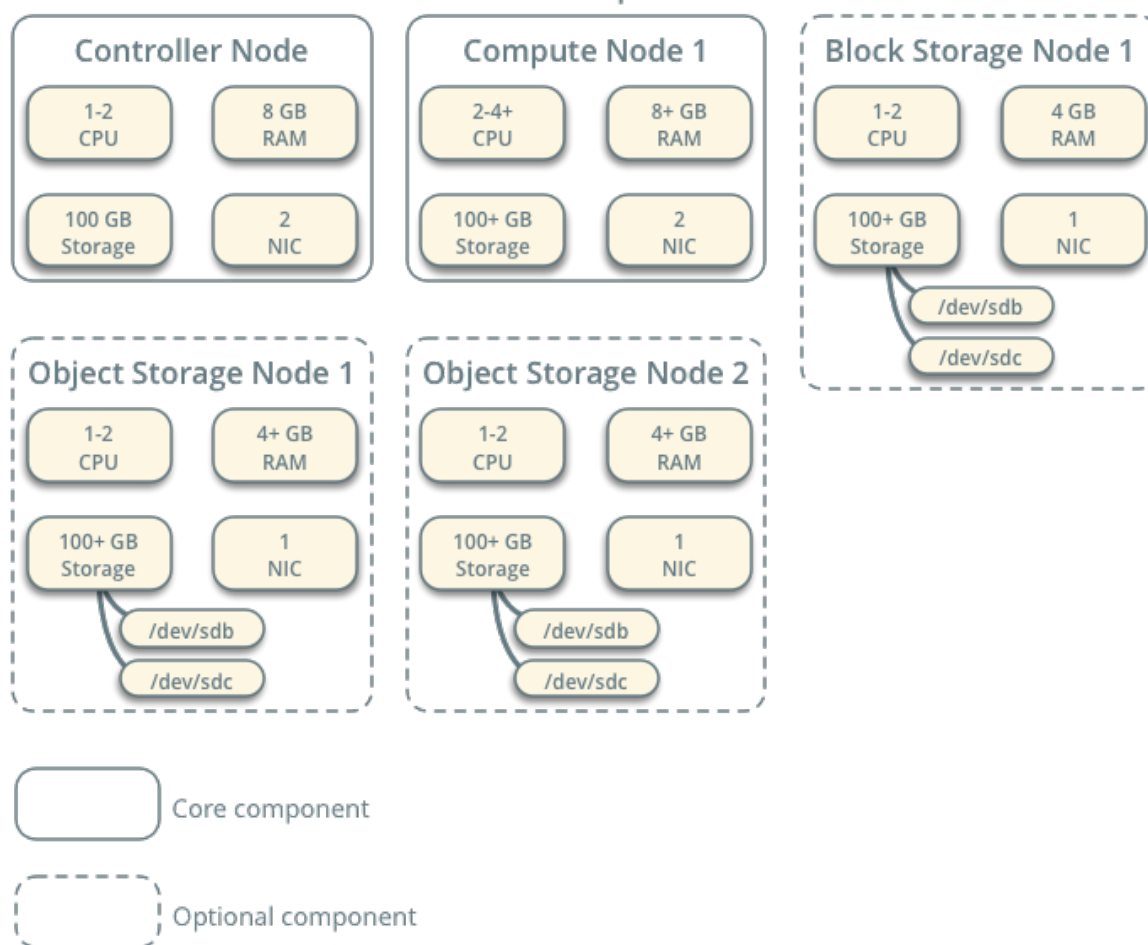 Controller Node
1-2
CPU
8 GB
RAM
100 GB
Storage
2
NIC
Compute Node 1
2-4+
CPU
8+ GB
RAM
100+ GB
Storage
2
NIC
Block Storage Node 1
1-2
CPU
4 GB
RAM
100+ GB
Storage
1
NIC
/dev/sdb
/dev/sdc
Object Storage Node 1
1-2
CPU
4+ GB
RAM
100+ GB
Storage
1
NIC
/dev/sdb
/dev/sdc
Object Storage Node 2
1-2
CPU
4+ GB
RAM
100+ GB
Storage
1
NIC
/dev/sdb
/dev/sdc
Core component
Optional component